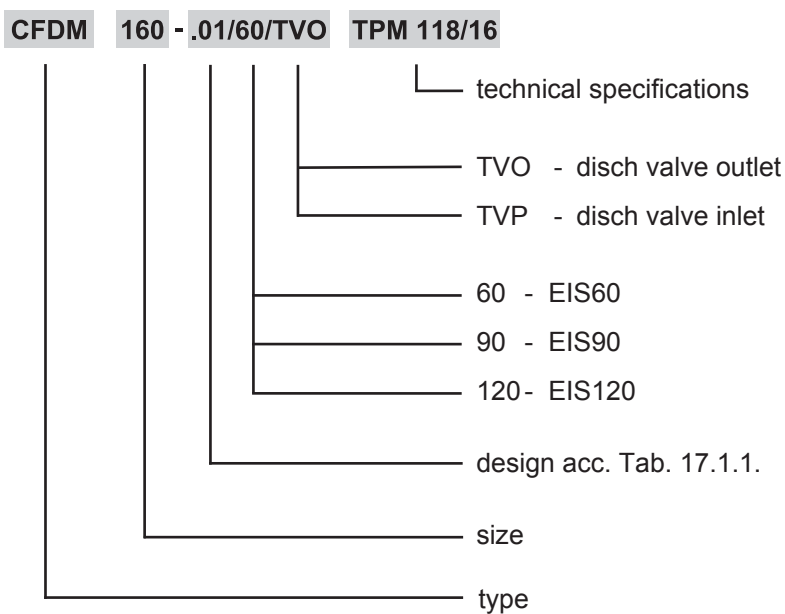 CFDM 160 - .01/60/TVO TPM 118/16
technical specifications
TVO - disch valve outlet
TVP - disch valve inlet
60 - EIS60
90 - EIS90
120 - EIS120
design acc. Tab. 17.1.1.
size
type